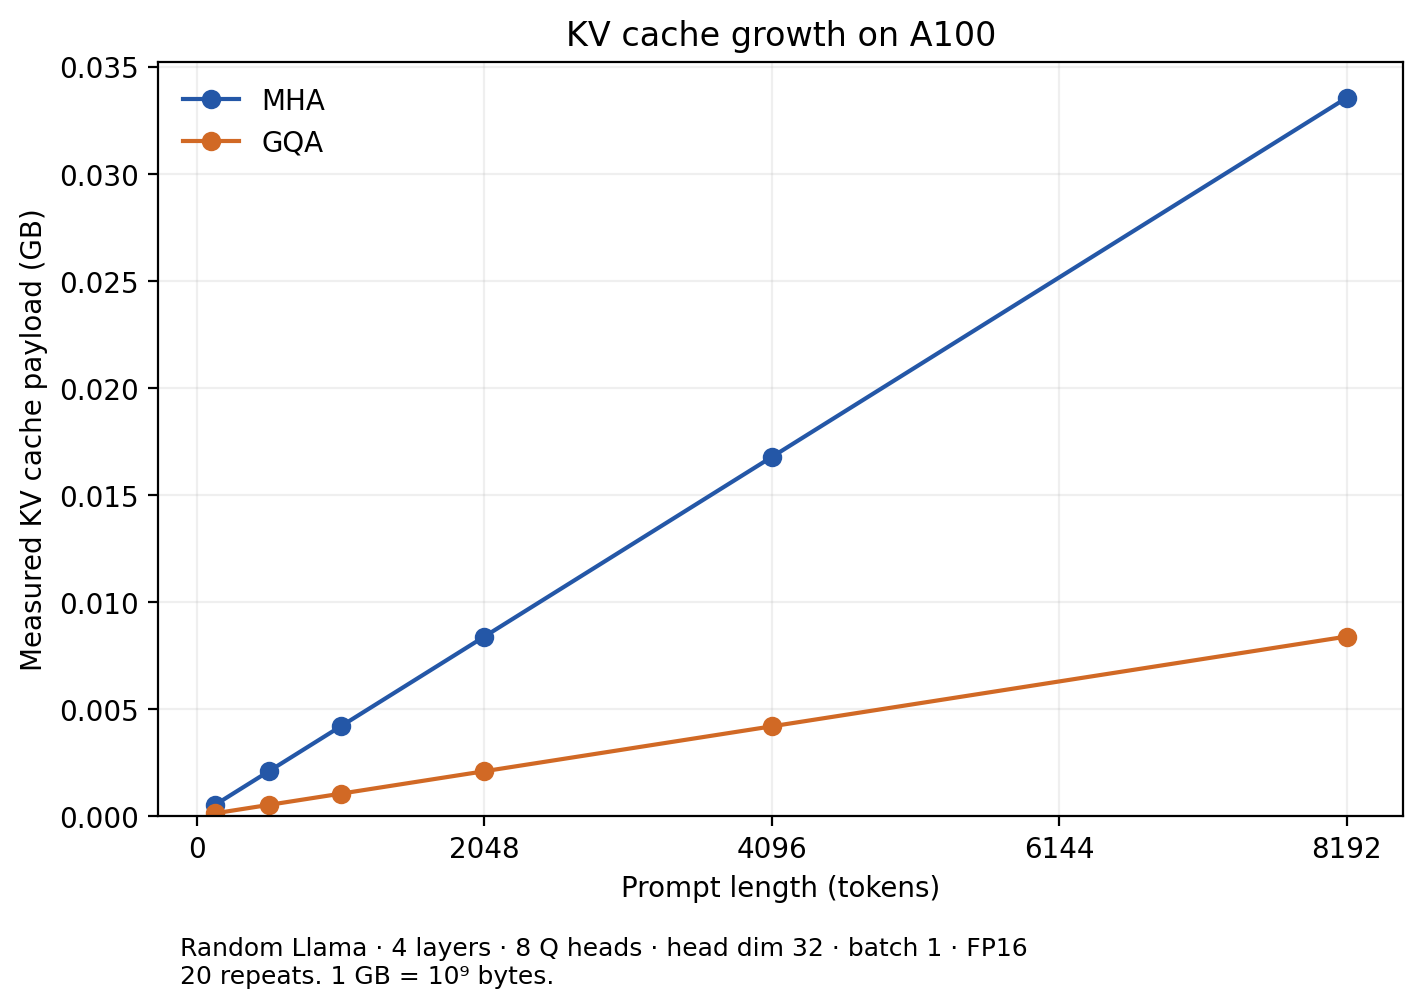 KV cache growth on A100
MHA
GQA
Measured KV cache payload (GB)
0.035
0.030
0.025
0.020
0.015
0.010
0.005
0.000
0 2048 4096 6144 8192
Prompt length (tokens)
Random Llama · 4 layers · 8 Q heads · head dim 32 · batch 1 · FP16
20 repeats. 1 GB = 10⁹ bytes.